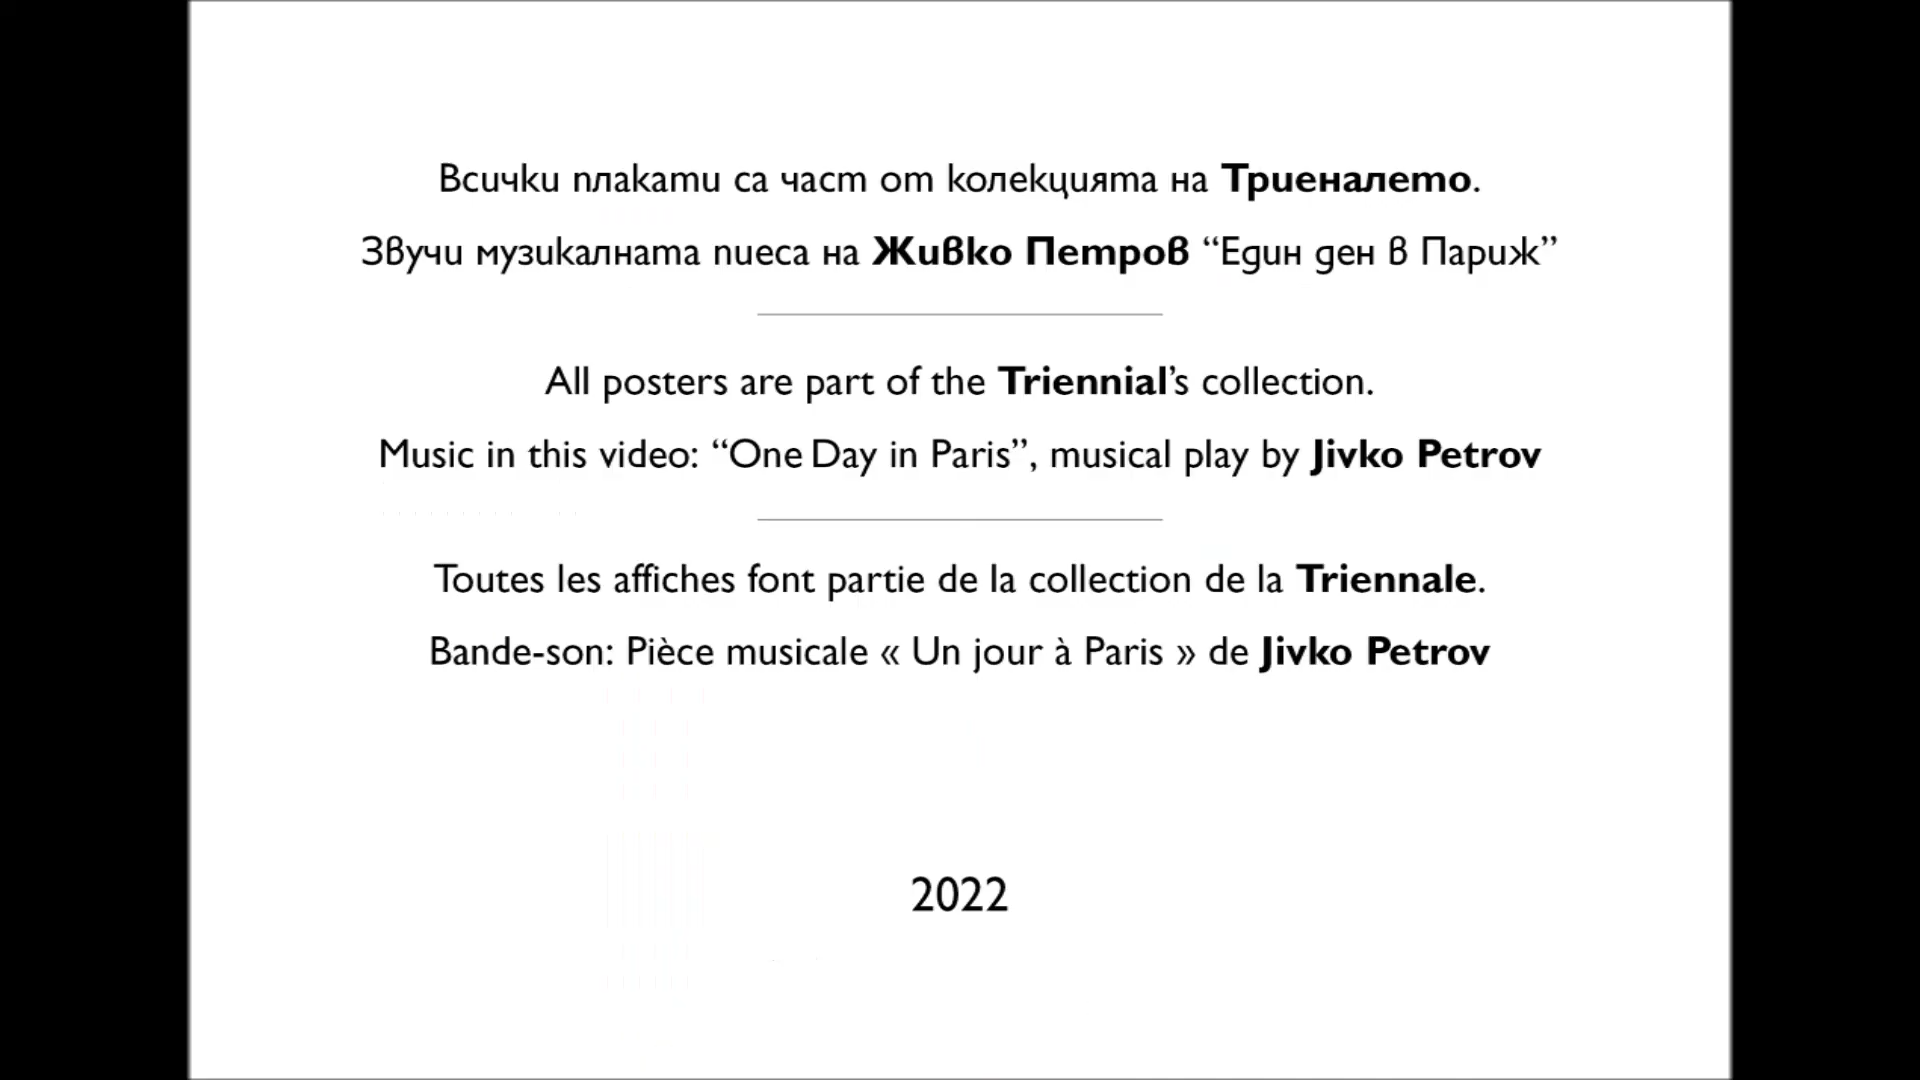 Всички плакати са част от колекцията на Триеналето.
Звучи музикалната пиеса на Живко Петров “Един ден в Париж”
All posters are part of the Triennial’s collection.
Music in this video: “One Day in Paris”, musical play by Jivko Petrov
Toutes les affiches font partie de la collection de la Triennale.
Bande-son: Pièce musicale « Un jour à Paris » de Jivko Petrov
2022